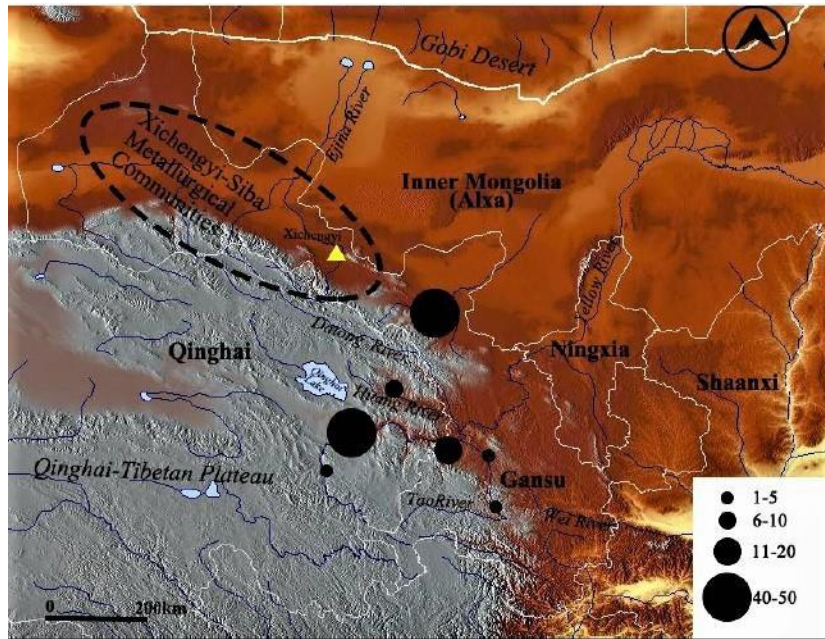 Gobi Desert
Ejina River
Xichengyi-Siba
Metallurgical
Communities
Inner Mongolia
(Alxa)
Xichengyi
Yellow River
Datong River
Qinghai
Ningxia
Shaanxi
Qinghai
Lake
Huang River
Qinghai-Tibetan Plateau
Gansu
TaoRiver
Wei River
1-5
6-10
11-20
40-50
0
200km